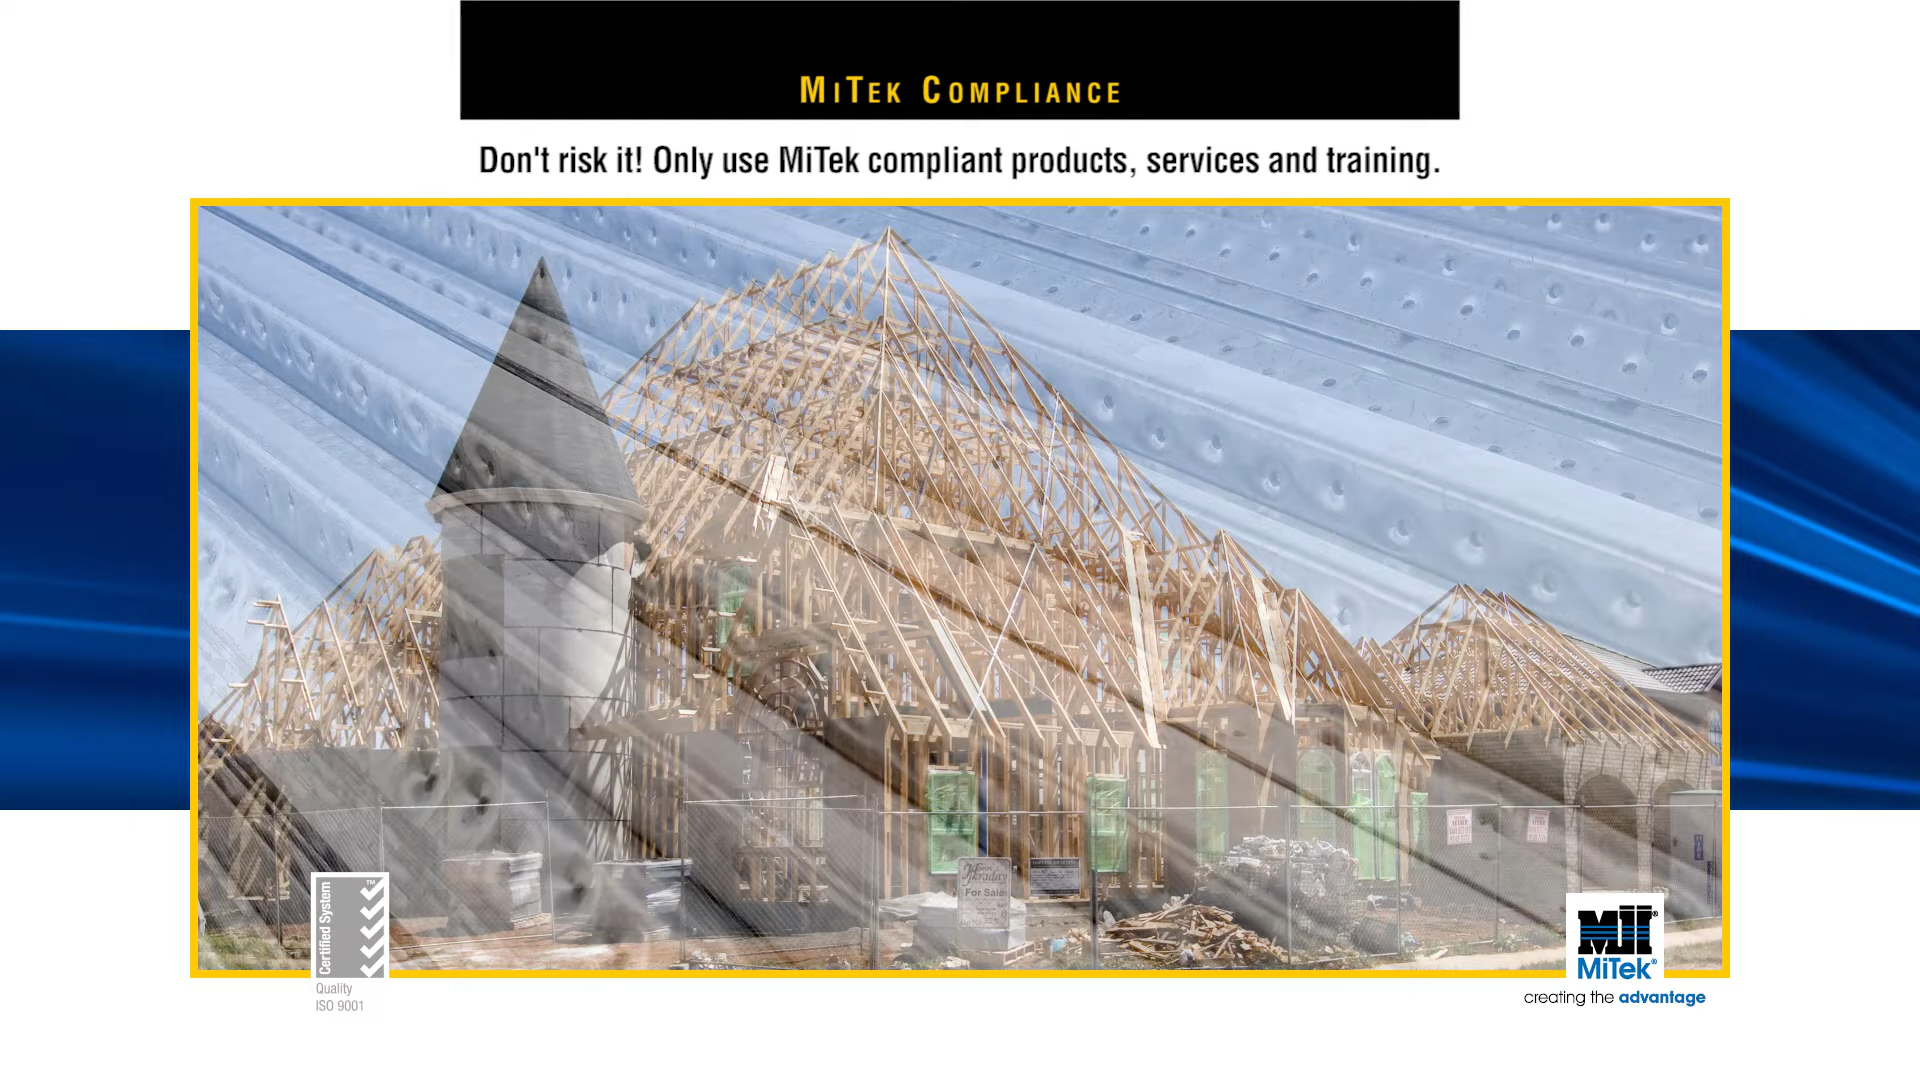 MiTek Compliance
Don't risk it! Only use MiTek compliant products, services and training.
For Sale
Certified System
TM
Quality
ISO 9001
MiTek®
creating the advantage